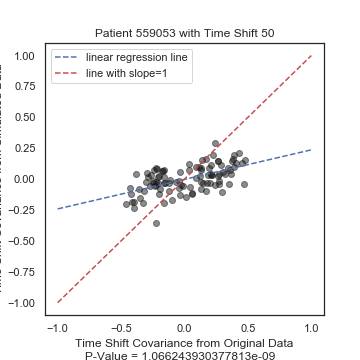 Patient 559053 with Time Shift 50
linear regression line
line with slope=1
1.00
0.75
0.50
0.25
0.00
−0.25
−0.50
−0.75
−1.00
−1.0
−0.5
0.0
0.5
1.0
Time Shift Covariance from Original Data
P-Value = 1.066243930377813e-09